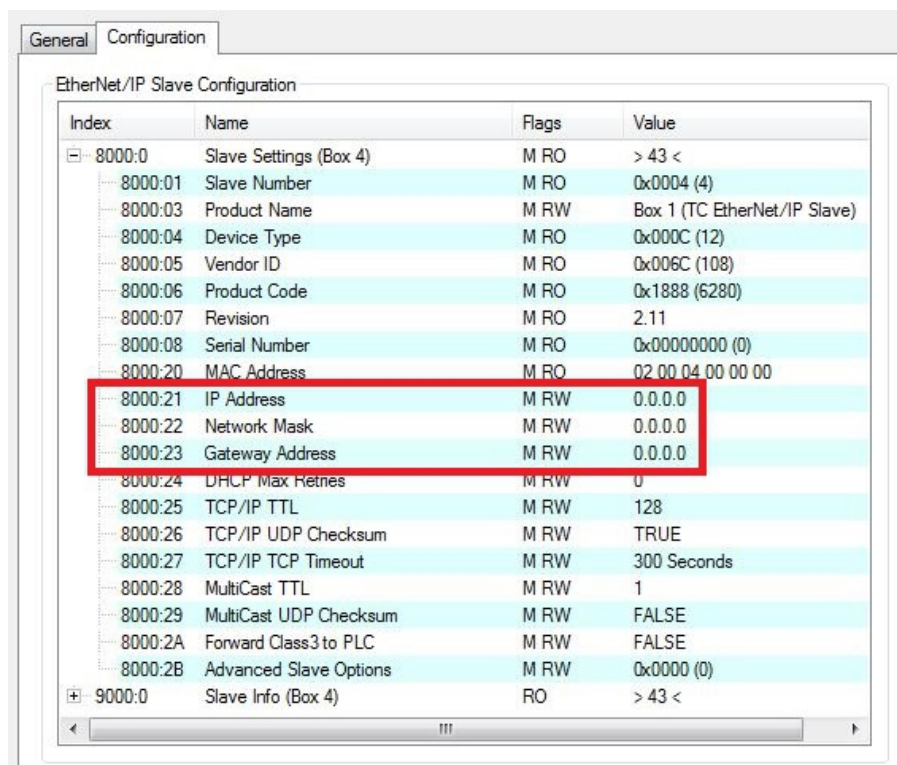 General Configuration
EtherNet/IP Slave Configuration
Index Name Flags Value
8000:0 Slave Settings (Box 4) M RO > 43 <
8000:01 Slave Number M RO 0x0004 (4)
8000:03 Product Name M RW Box 1 (TC EtherNet/IP Slave)
8000:04 Device Type M RO 0x000C (12)
8000:05 Vendor ID M RO 0x006C (108)
8000:06 Product Code M RO 0x1888 (6280)
8000:07 Revision M RO 2.11
8000:08 Serial Number M RO 0x00000000 (0)
8000:20 MAC Address M RO 02 00 04 00 00 00
8000:21 IP Address M RW 0.0.0.0
8000:22 Network Mask M RW 0.0.0.0
8000:23 Gateway Address M RW 0.0.0.0
8000:24 DHCP Max Retries M RW 0
8000:25 TCP/IP TTL M RW 128
8000:26 TCP/IP UDP Checksum M RW TRUE
8000:27 TCP/IP TCP Timeout M RW 300 Seconds
8000:28 MultiCast TTL M RW 1
8000:29 MultiCast UDP Checksum M RW FALSE
8000:2A Forward Class3 to PLC M RW FALSE
8000:2B Advanced Slave Options M RW 0x0000 (0)
9000:0 Slave Info (Box 4) RO > 43 <